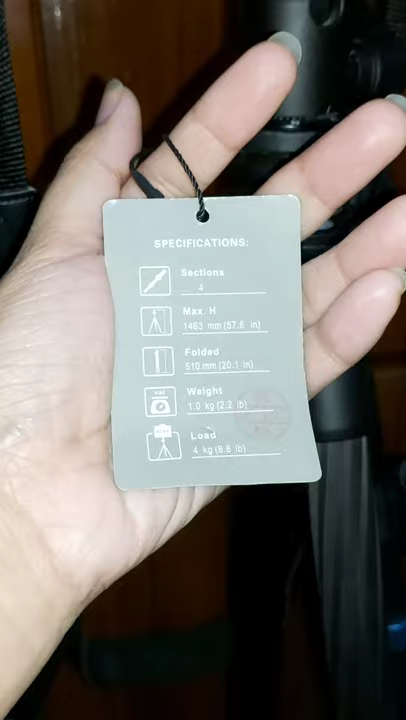 SPECIFICATIONS:
Sections
4
Max. H
1463 mm (57.6 in)
Folded
510 mm (20.1 in)
Weight
1.0 kg (2.2 lb)
Load
4 kg (8.8 lb)